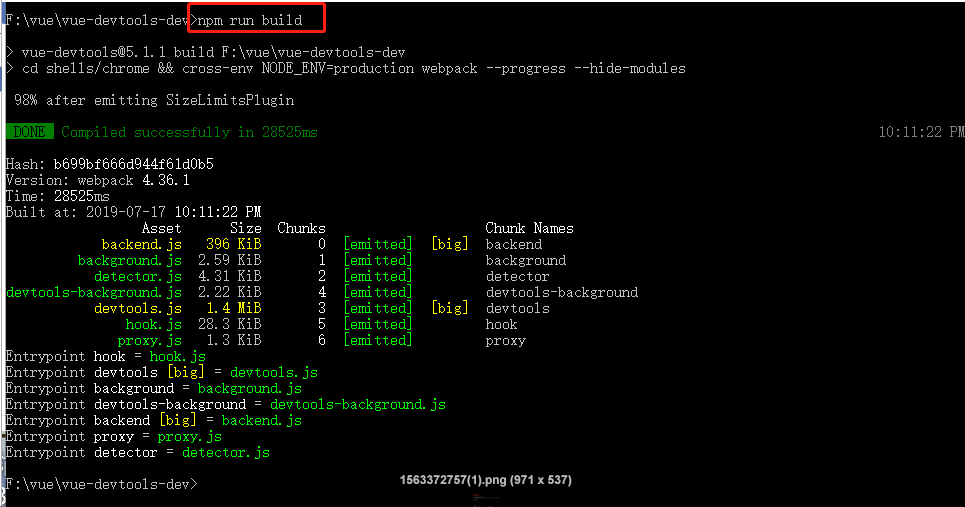 F:\vue\vue-devtools-dev>npm run build
> vue-devtools@5.1.1 build F:\vue\vue-devtools-dev
> cd shells/chrome && cross-env NODE_ENV=production webpack --progress --hide-modules
98% after emitting SizeLimitsPlugin
DONE Compiled successfully in 28525ms 10:11:22 PM
Hash: b699bf666d944f61d0b5
Version: webpack 4.36.1
Time: 28525ms
Built at: 2019-07-17 10:11:22 PM
Asset Size Chunks Chunk Names
backend.js 396 KiB 0 [emitted] [big] backend
background.js 2.59 KiB 1 [emitted] background
detector.js 4.31 KiB 2 [emitted] detector
devtools-background.js 2.22 KiB 4 [emitted] devtools-background
devtools.js 1.4 MiB 3 [emitted] [big] devtools
hook.js 28.3 KiB 5 [emitted] hook
proxy.js 1.3 KiB 6 [emitted] proxy
Entrypoint hook = hook.js
Entrypoint devtools [big] = devtools.js
Entrypoint background = background.js
Entrypoint devtools-background = devtools-background.js
Entrypoint backend [big] = backend.js
Entrypoint proxy = proxy.js
Entrypoint detector = detector.js
F:\vue\vue-devtools-dev>
1563372757(1).png (971 x 537)